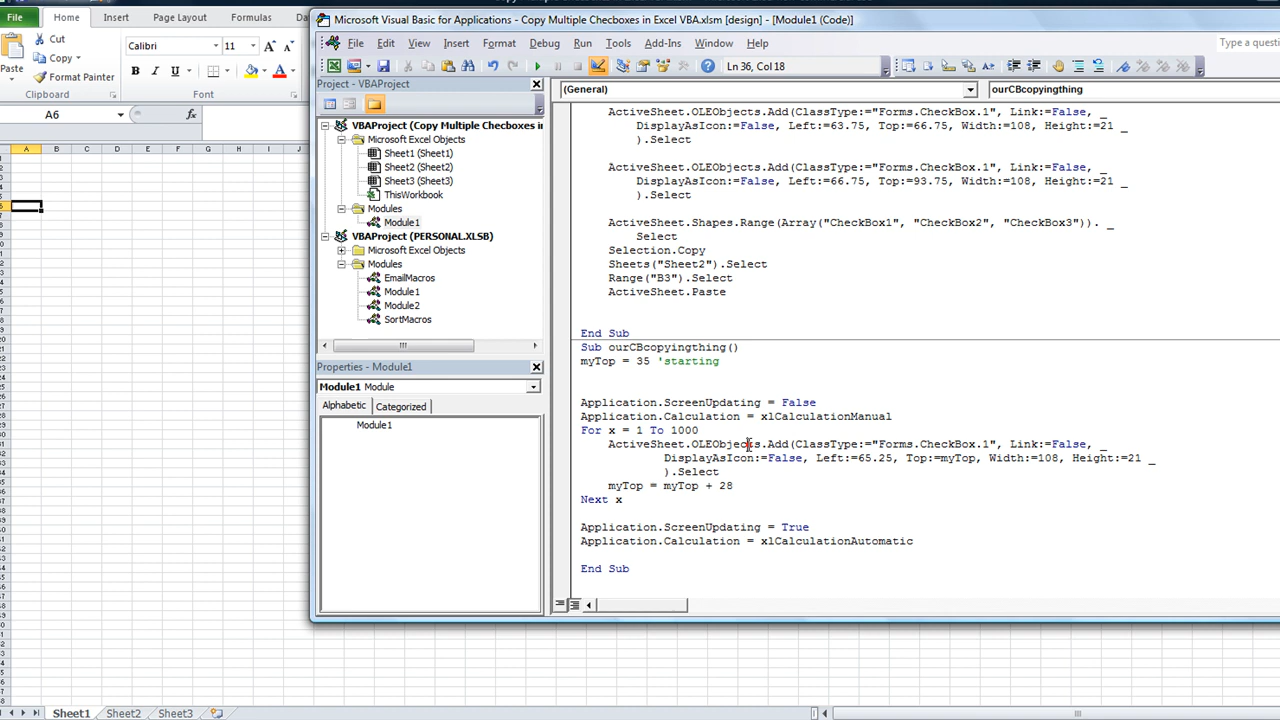 Microsoft Visual Basic for Applications - Copy Multiple Checboxes in Excel VBA.xlsm [design] - [Module1 (Code)]
File Home Insert Page Layout Formulas
File Edit View Insert Format Debug Run Tools Add-Ins Window Help
Type a questi
Cut
Copy
Format Painter
Paste
Clipboard
Calibri 11
B I U
Font
A6
fx
Ln 36, Col 18
Project - VBAProject
VBAProject (Copy Multiple Checboxes in
Microsoft Excel Objects
Sheet1 (Sheet1)
Sheet2 (Sheet2)
Sheet3 (Sheet3)
ThisWorkbook
Modules
Module1
VBAProject (PERSONAL.XLSB)
Microsoft Excel Objects
Modules
EmailMacros
Module1
Module2
SortMacros
Properties - Module1
Module1 Module
Alphabetic Categorized
Module1
(General) ourCBcopyingthing
ActiveSheet.OLEObjects.Add(ClassType:="Forms.CheckBox.1", Link:=False, _
DisplayAsIcon:=False, Left:=63.75, Top:=66.75, Width:=108, Height:=21 _
).Select
ActiveSheet.OLEObjects.Add(ClassType:="Forms.CheckBox.1", Link:=False, _
DisplayAsIcon:=False, Left:=66.75, Top:=93.75, Width:=108, Height:=21 _
).Select
ActiveSheet.Shapes.Range(Array("CheckBox1", "CheckBox2", "CheckBox3")). _
Select
Selection.Copy
Sheets("Sheet2").Select
Range("B3").Select
ActiveSheet.Paste
End Sub
Sub ourCBcopyingthing()
myTop = 35 'starting
Application.ScreenUpdating = False
Application.Calculation = xlCalculationManual
For x = 1 To 1000
ActiveSheet.OLEObjects.Add(ClassType:="Forms.CheckBox.1", Link:=False, _
DisplayAsIcon:=False, Left:=65.25, Top:=myTop, Width:=108, Height:=21 _
).Select
myTop = myTop + 28
Next x
Application.ScreenUpdating = True
Application.Calculation = xlCalculationAutomatic
End Sub
A B C D E F G H I J
Sheet1 Sheet2 Sheet3